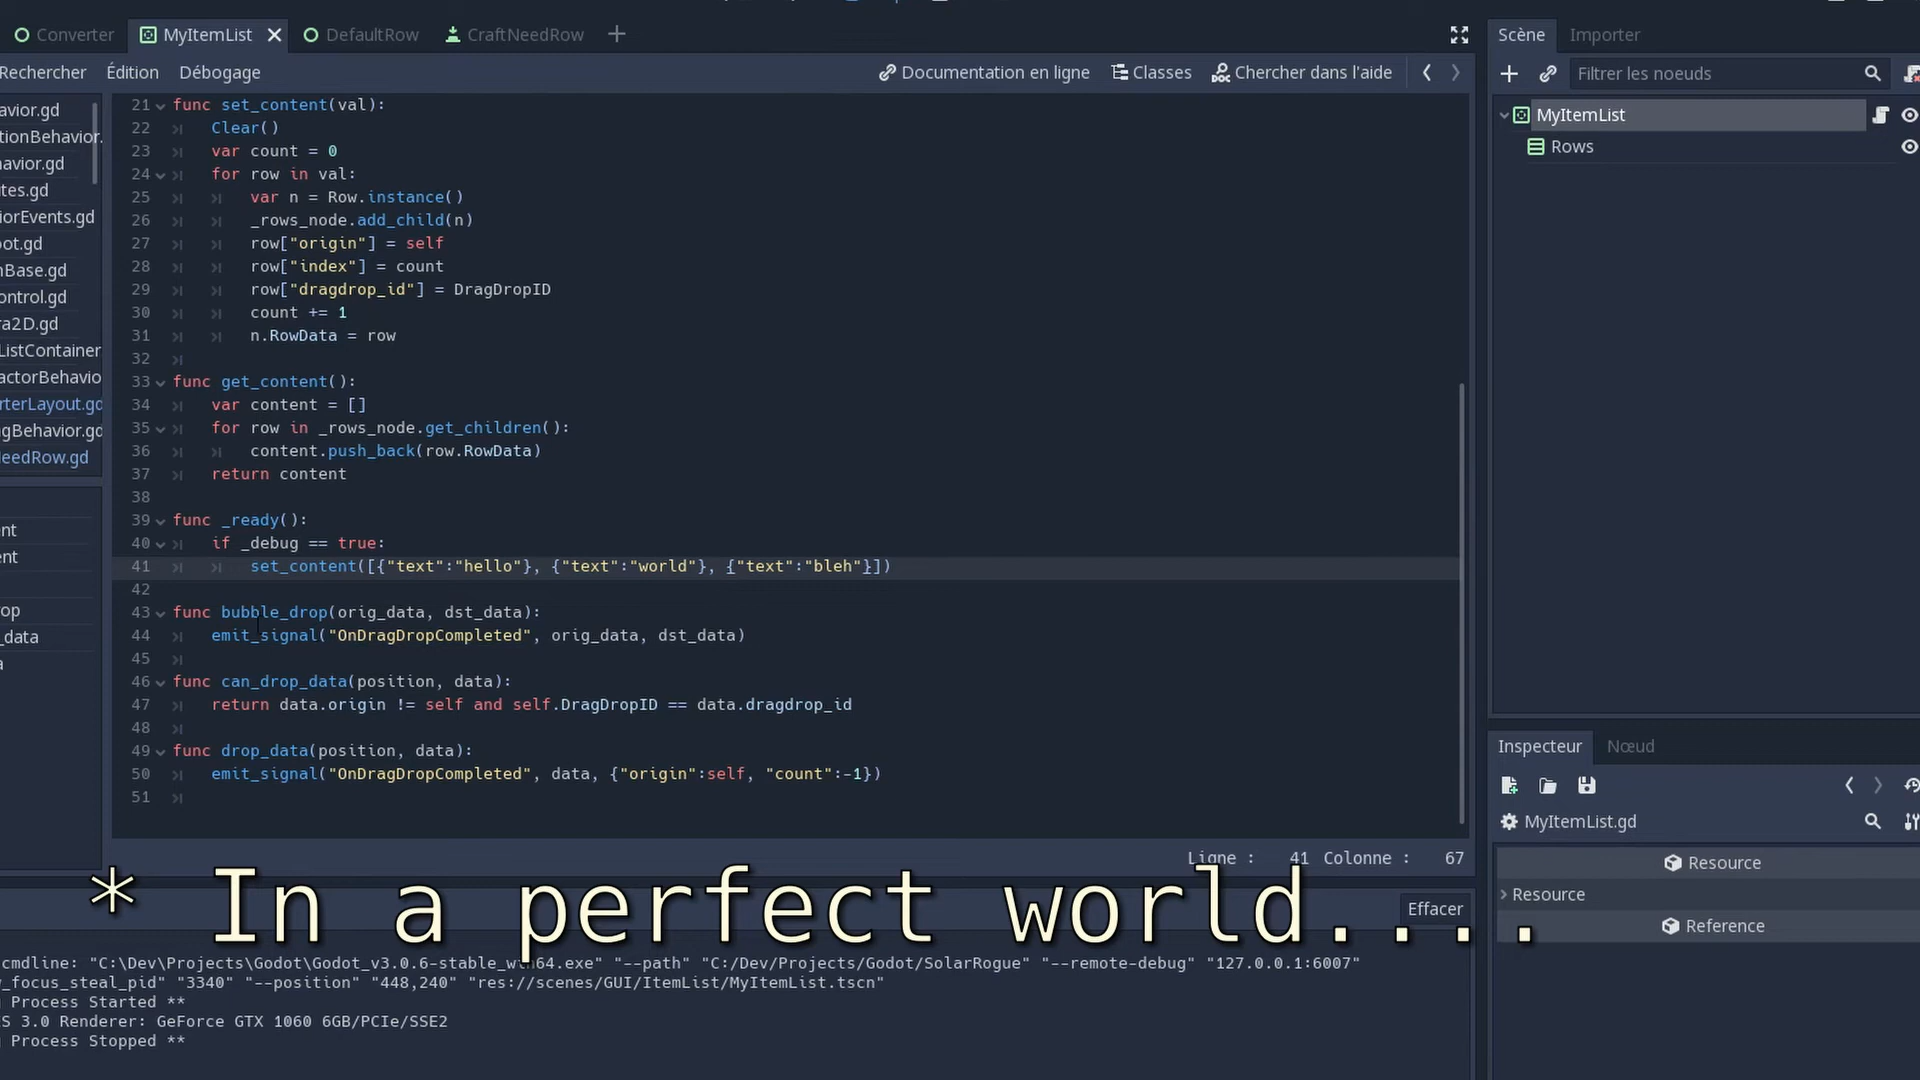 Converter MyItemList DefaultRow CraftNeedRow
Rechercher Édition Débogage Documentation en ligne Classes Chercher dans l'aide
avior.gd
tionBehavior.
navior.gd
tes.gd
iorEvents.gd
oot.gd
nBase.gd
ontrol.gd
ra2D.gd
ListContainer
actorBehavio
rterLayout.gd
gBehavior.gd
leedRow.gd
nt
ent
op
_data
a
21 func set_content(val):
22 Clear()
23 var count = 0
24 for row in val:
25 var n = Row.instance()
26 _rows_node.add_child(n)
27 row["origin"] = self
28 row["index"] = count
29 row["dragdrop_id"] = DragDropID
30 count += 1
31 n.RowData = row
32
33 func get_content():
34 var content = []
35 for row in _rows_node.get_children():
36 content.push_back(row.RowData)
37 return content
38
39 func _ready():
40 if _debug == true:
41 set_content([{"text":"hello"}, {"text":"world"}, {"text":"bleh"}])
42
43 func bubble_drop(orig_data, dst_data):
44 emit_signal("OnDragDropCompleted", orig_data, dst_data)
45
46 func can_drop_data(position, data):
47 return data.origin != self and self.DragDropID == data.dragdrop_id
48
49 func drop_data(position, data):
50 emit_signal("OnDragDropCompleted", data, {"origin":self, "count":-1})
51
Ligne : 41 Colonne : 67
* In a perfect world....
Effacer
cmdline: "C:\Dev\Projects\Godot\Godot_v3.0.6-stable_win64.exe" "--path" "C:/Dev/Projects/Godot/SolarRogue" "--remote-debug" "127.0.0.1:6007"
_focus_steal_pid" "3340" "--position" "448,240" "res://scenes/GUI/ItemList/MyItemList.tscn"
Process Started **
S 3.0 Renderer: GeForce GTX 1060 6GB/PCIe/SSE2
Process Stopped **
Scène Importer
Filtrer les noeuds
MyItemList
Rows
Inspecteur Nœud
MyItemList.gd
Resource
Resource
Reference